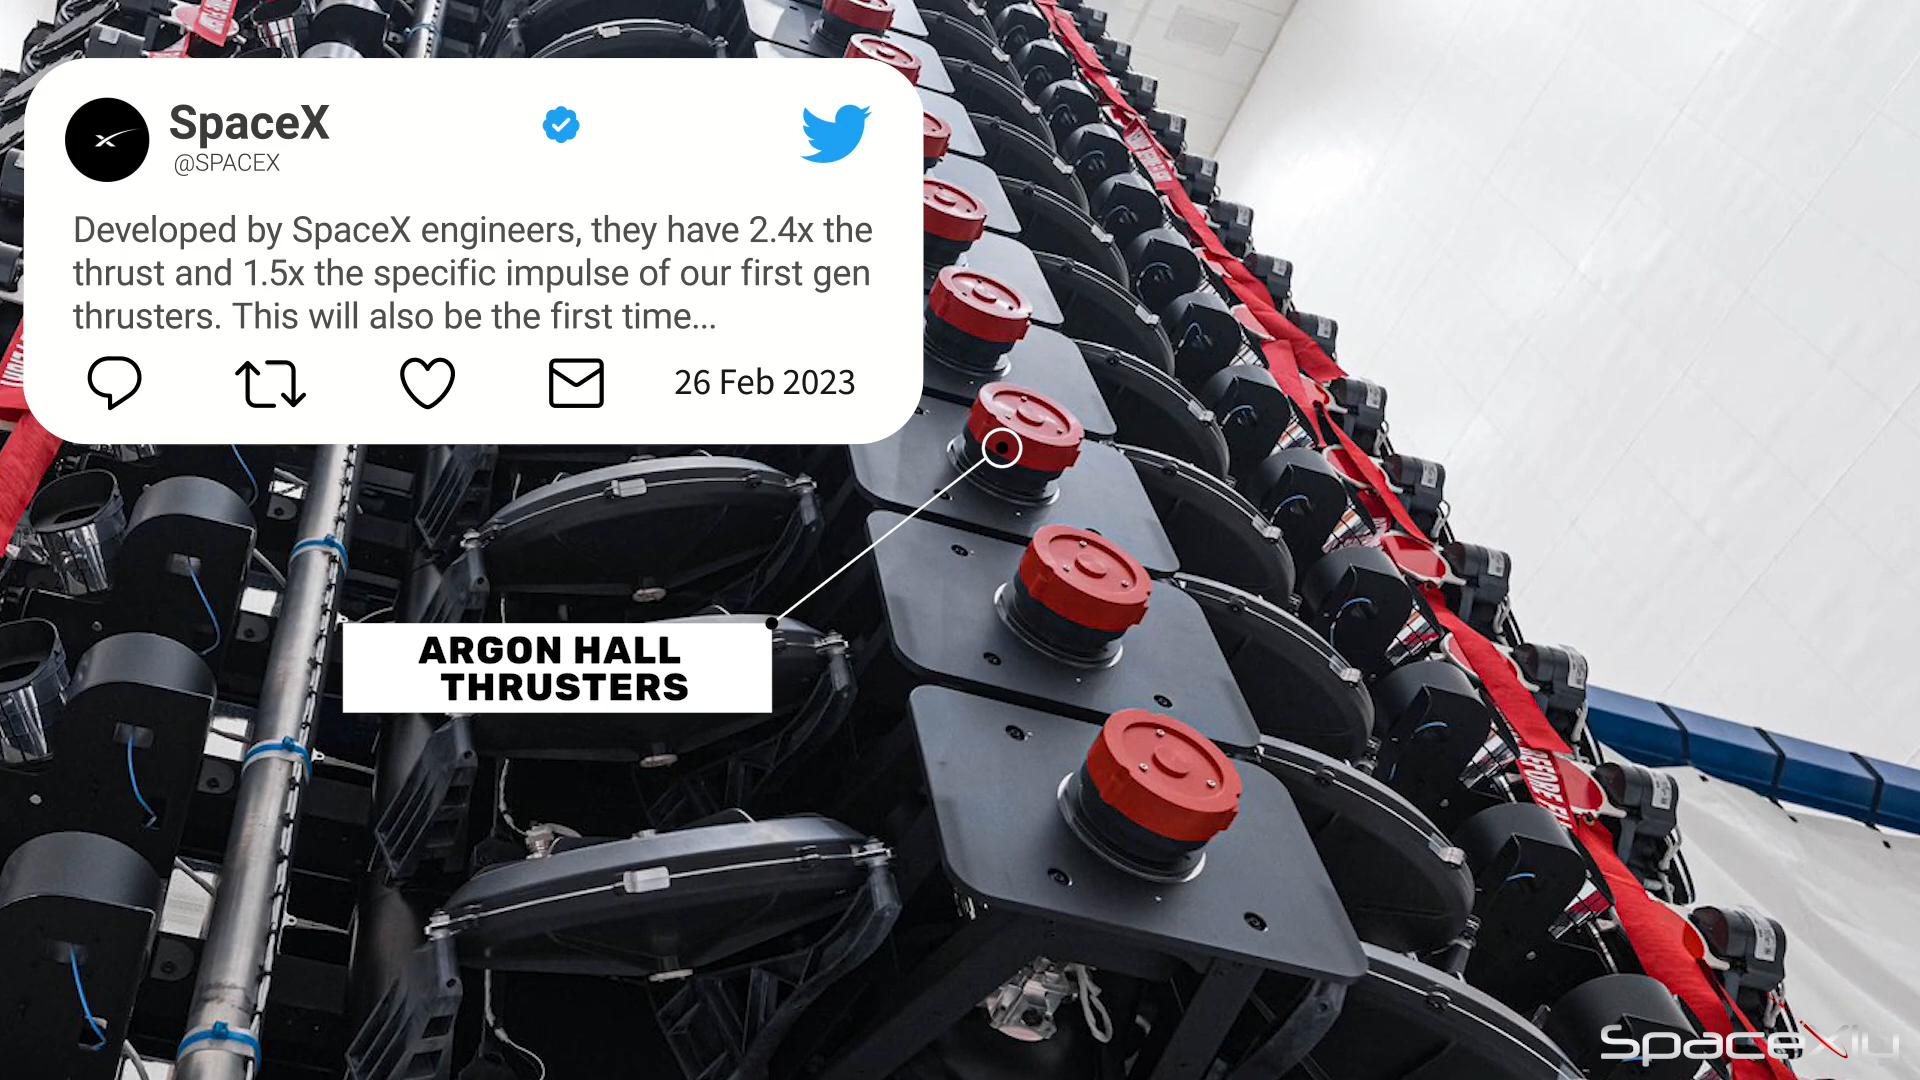 SpaceX
@SPACEX
Developed by SpaceX engineers, they have 2.4x the
thrust and 1.5x the specific impulse of our first gen
thrusters. This will also be the first time...
26 Feb 2023
ARGON HALL
THRUSTERS
BEFORE
SpaceXiu